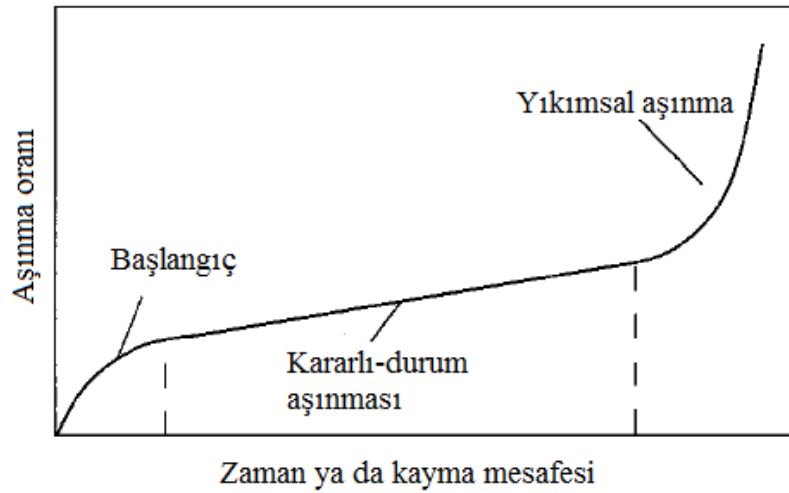 Yıkımsal aşınma
Aşınma oranı
Başlangıç
Kararlı-durum
aşınması
Zaman ya da kayma mesafesi